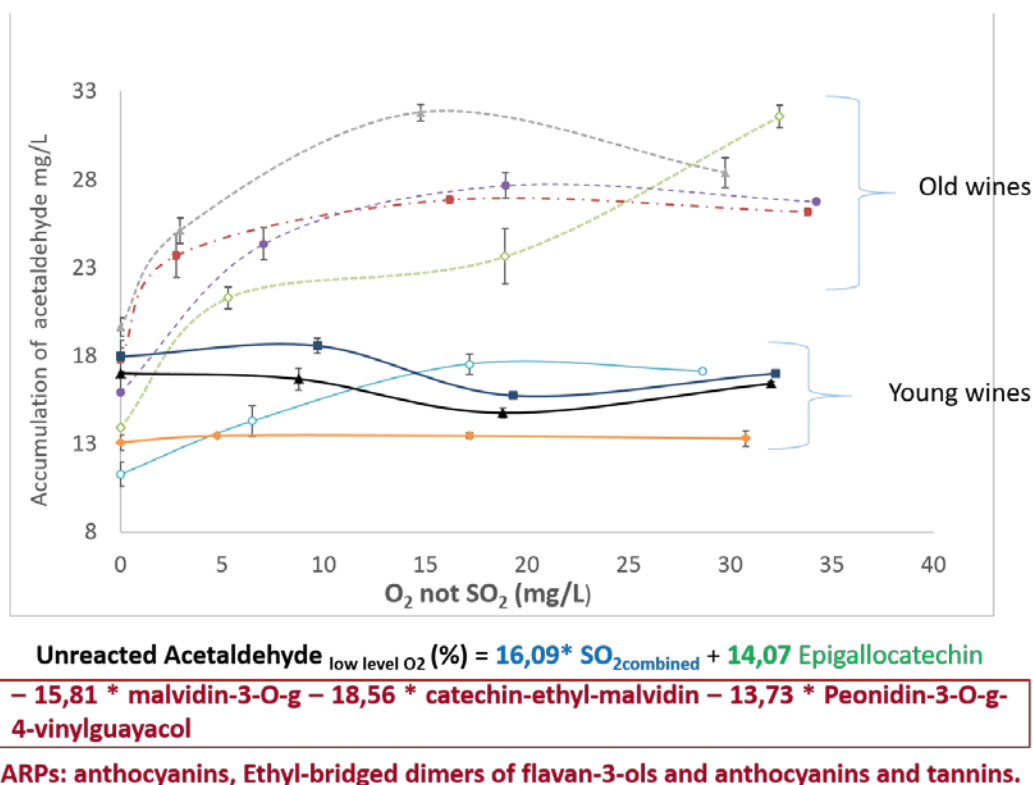 33
28
23
18
13
8
Accumulation of acetaldehyde mg/L
Old wines
Young wines
0 5 10 15 20 25 30 35 40
O₂ not SO₂ (mg/L)
Unreacted Acetaldehyde low level O2 (%) = 16,09* SO2combined + 14,07 Epigallocatechin
– 15,81 * malvidin-3-O-g – 18,56 * catechin-ethyl-malvidin – 13,73 * Peonidin-3-O-g-
4-vinylguayacol
ARPs: anthocyanins, Ethyl-bridged dimers of flavan-3-ols and anthocyanins and tannins.